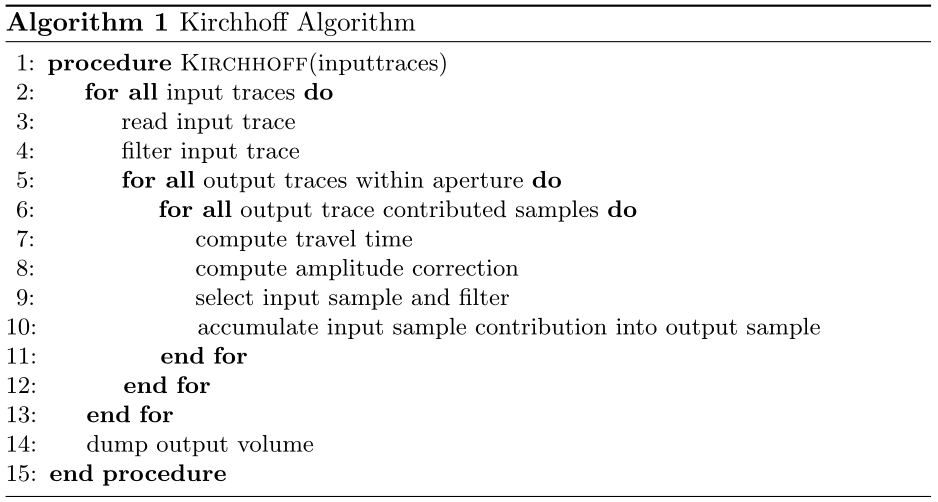 Algorithm 1 Kirchhoff Algorithm
1: procedure KIRCHHOFF(inputtraces)
2: for all input traces do
3: read input trace
4: filter input trace
5: for all output traces within aperture do
6: for all output trace contributed samples do
7: compute travel time
8: compute amplitude correction
9: select input sample and filter
10: accumulate input sample contribution into output sample
11: end for
12: end for
13: end for
14: dump output volume
15: end procedure